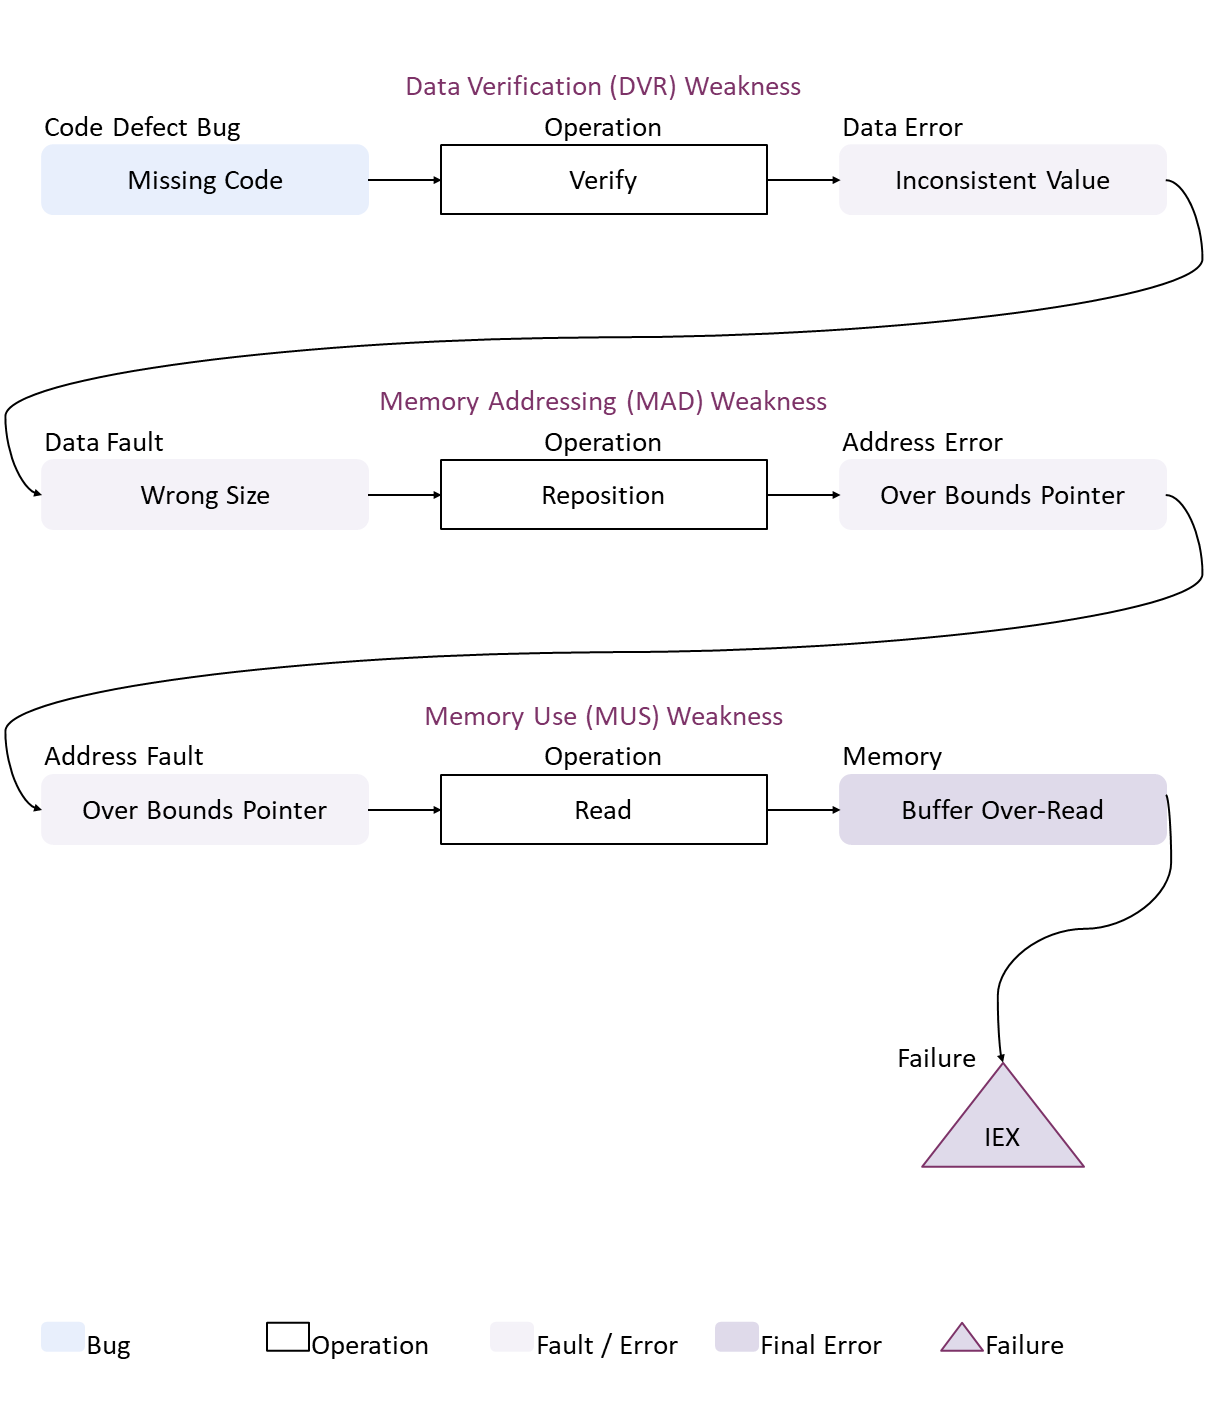 Data Verification (DVR) Weakness
Code Defect Bug
Operation
Data Error
Missing Code
Verify
Inconsistent Value
Memory Addressing (MAD) Weakness
Data Fault
Operation
Address Error
Wrong Size
Reposition
Over Bounds Pointer
Memory Use (MUS) Weakness
Address Fault
Operation
Memory
Over Bounds Pointer
Read
Buffer Over-Read
Failure
IEX
Bug
Operation
Fault / Error
Final Error
Failure